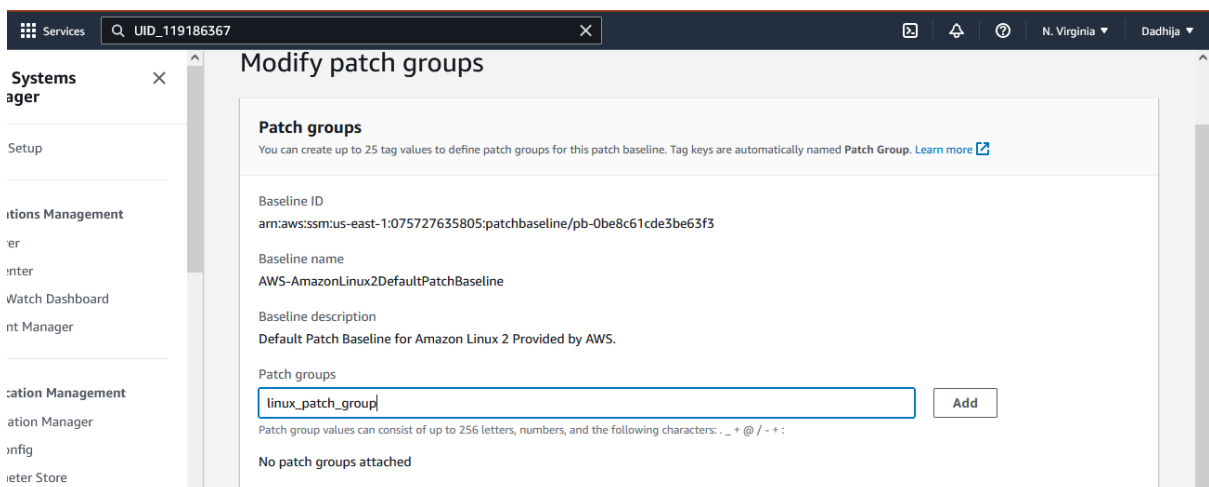 Services
UID_119186367
N. Virginia
Dadhija
Systems
ager
Setup
ations Management
rer
enter
Watch Dashboard
nt Manager
cation Management
ation Manager
onfig
neter Store
Modify patch groups
Patch groups
You can create up to 25 tag values to define patch groups for this patch baseline. Tag keys are automatically named Patch Group. Learn more
Baseline ID
arn:aws:ssm:us-east-1:075727635805:patchbaseline/pb-0be8c61cde3be63f3
Baseline name
AWS-AmazonLinux2DefaultPatchBaseline
Baseline description
Default Patch Baseline for Amazon Linux 2 Provided by AWS.
Patch groups
linux_patch_group
Add
Patch group values can consist of up to 256 letters, numbers, and the following characters: . _ + @ / - + :
No patch groups attached